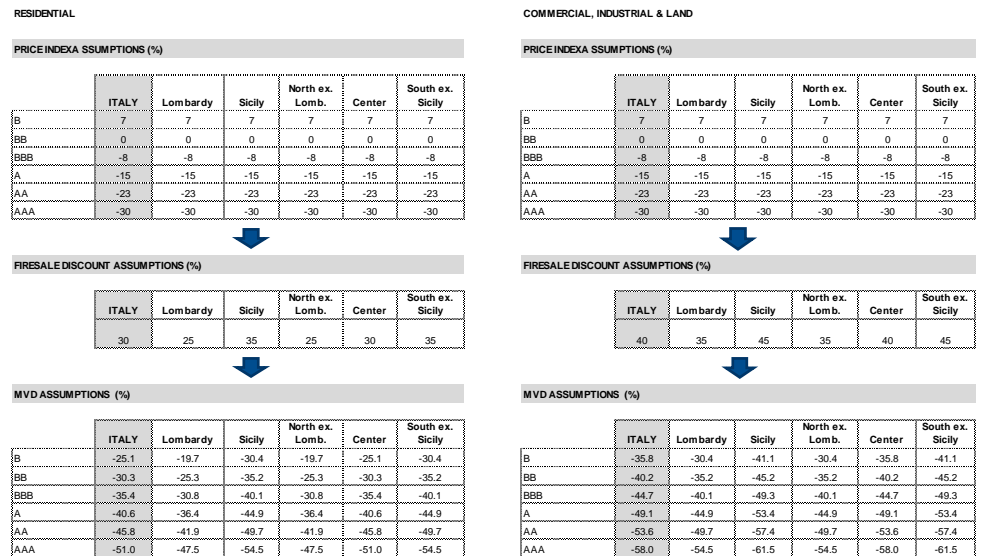 RESIDENTIAL
PRICE INDEXA SSUMPTIONS (%)
ITALY Lombardy Sicily North ex. Lomb. Center South ex. Sicily
B 7 7 7 7 7 7
BB 0 0 0 0 0 0
BBB -8 -8 -8 -8 -8 -8
A -15 -15 -15 -15 -15 -15
AA -23 -23 -23 -23 -23 -23
AAA -30 -30 -30 -30 -30 -30
FIRESALE DISCOUNT ASSUMPTIONS (%)
ITALY Lombardy Sicily North ex. Lomb. Center South ex. Sicily
30 25 35 25 30 35
MVD ASSUMPTIONS (%)
ITALY Lombardy Sicily North ex. Lomb. Center South ex. Sicily
B -25.1 -19.7 -30.4 -19.7 -25.1 -30.4
BB -30.3 -25.3 -35.2 -25.3 -30.3 -35.2
BBB -35.4 -30.8 -40.1 -30.8 -35.4 -40.1
A -40.6 -36.4 -44.9 -36.4 -40.6 -44.9
AA -45.8 -41.9 -49.7 -41.9 -45.8 -49.7
AAA -51.0 -47.5 -54.5 -47.5 -51.0 -54.5
COMMERCIAL, INDUSTRIAL & LAND
PRICE INDEXA SSUMPTIONS (%)
ITALY Lombardy Sicily North ex. Lomb. Center South ex. Sicily
B 7 7 7 7 7 7
BB 0 0 0 0 0 0
BBB -8 -8 -8 -8 -8 -8
A -15 -15 -15 -15 -15 -15
AA -23 -23 -23 -23 -23 -23
AAA -30 -30 -30 -30 -30 -30
FIRESALE DISCOUNT ASSUMPTIONS (%)
ITALY Lombardy Sicily North ex. Lomb. Center South ex. Sicily
40 35 45 35 40 45
MVD ASSUMPTIONS (%)
ITALY Lombardy Sicily North ex. Lomb. Center South ex. Sicily
B -35.8 -30.4 -41.1 -30.4 -35.8 -41.1
BB -40.2 -35.2 -45.2 -35.2 -40.2 -45.2
BBB -44.7 -40.1 -49.3 -40.1 -44.7 -49.3
A -49.1 -44.9 -53.4 -44.9 -49.1 -53.4
AA -53.6 -49.7 -57.4 -49.7 -53.6 -57.4
AAA -58.0 -54.5 -61.5 -54.5 -58.0 -61.5